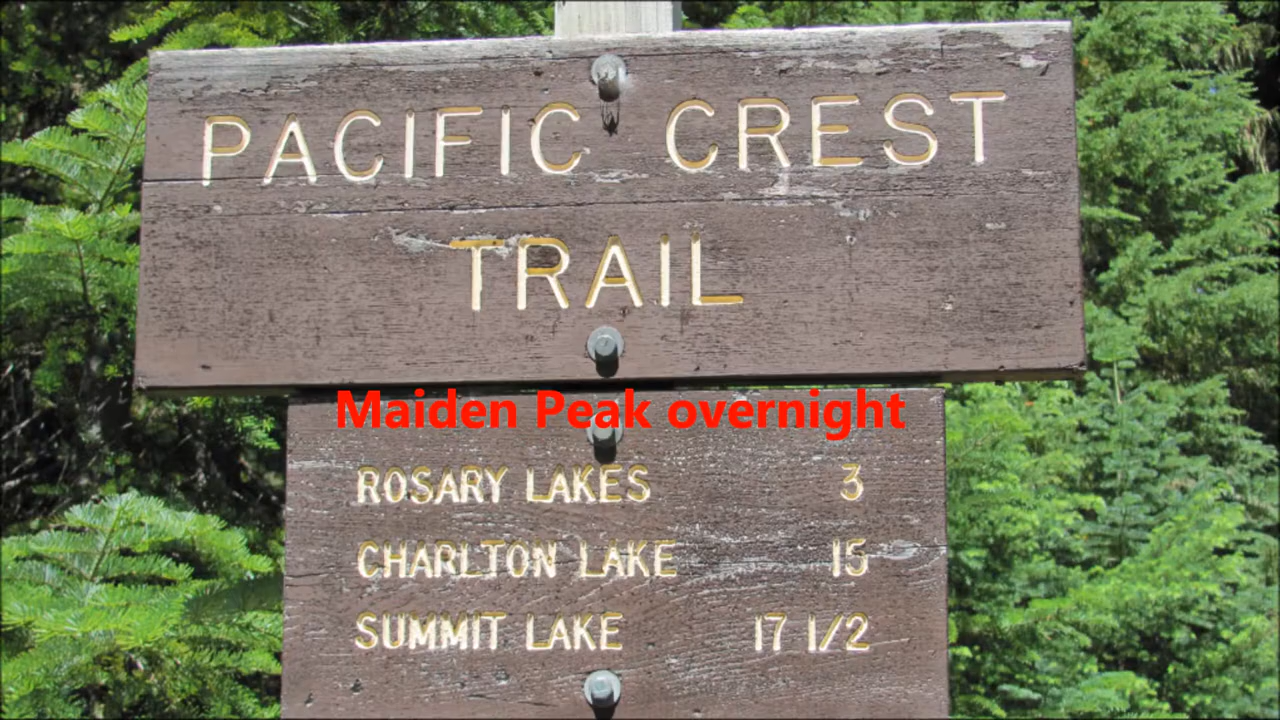 PACIFIC CREST
TRAIL
Maiden Peak overnight
ROSARY LAKES 3
CHARLTON LAKE 15
SUMMIT LAKE 17 1/2